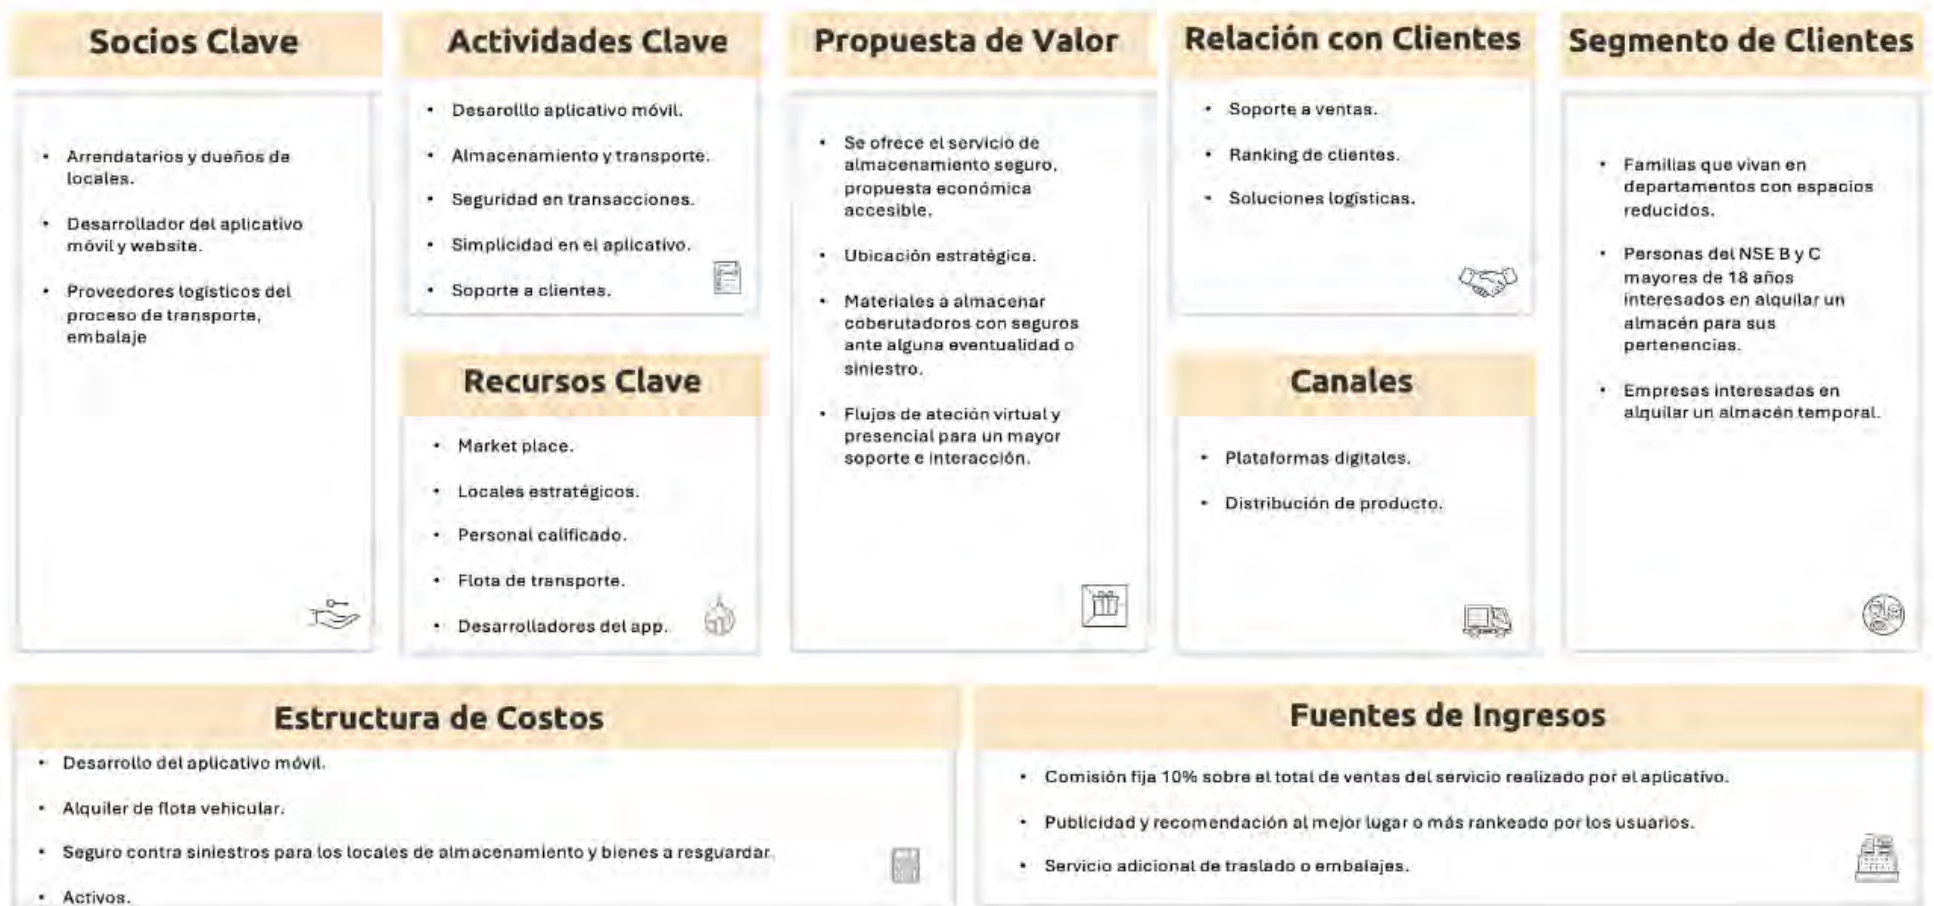 Socios Clave
• Arrendatarios y dueños de
locales.
• Desarrollador del aplicativo
móvil y website.
• Proveedores logísticos del
proceso de transporte,
embalaje
Actividades Clave
• Desarolllo aplicativo móvil.
• Almacenamiento y transporte.
• Seguridad en transacciones.
• Simplicidad en el aplicativo.
• Soporte a clientes.
Recursos Clave
• Market place.
• Locales estratégicos.
• Personal calificado.
• Flota de transporte.
• Desarrolladores del app.
Propuesta de Valor
• Se ofrece el servicio de
almacenamiento seguro,
propuesta económica
accesible.
• Ubicación estratégica.
• Materiales a almacenar
coberutadoros con seguros
ante alguna eventualidad o
siniestro.
• Flujos de ateción virtual y
presencial para un mayor
soporte e interacción.
Relación con Clientes
• Soporte a ventas.
• Ranking de clientes.
• Soluciones logísticas.
Canales
• Plataformas digitales.
• Distribución de producto.
Segmento de Clientes
• Familias que vivan en
departamentos con espacios
reducidos.
• Personas del NSE B y C
mayores de 18 años
interesados en alquilar un
almacén para sus
pertenencias.
• Empresas interesadas en
alquilar un almacén temporal.
Estructura de Costos
• Desarrollo del aplicativo móvil.
• Alquiler de flota vehicular.
• Seguro contra siniestros para los locales de almacenamiento y bienes a resguardar.
• Activos.
Fuentes de Ingresos
• Comisión fija 10% sobre el total de ventas del servicio realizado por el aplicativo.
• Publicidad y recomendación al mejor lugar o más rankeado por los usuarios.
• Servicio adicional de traslado o embalajes.